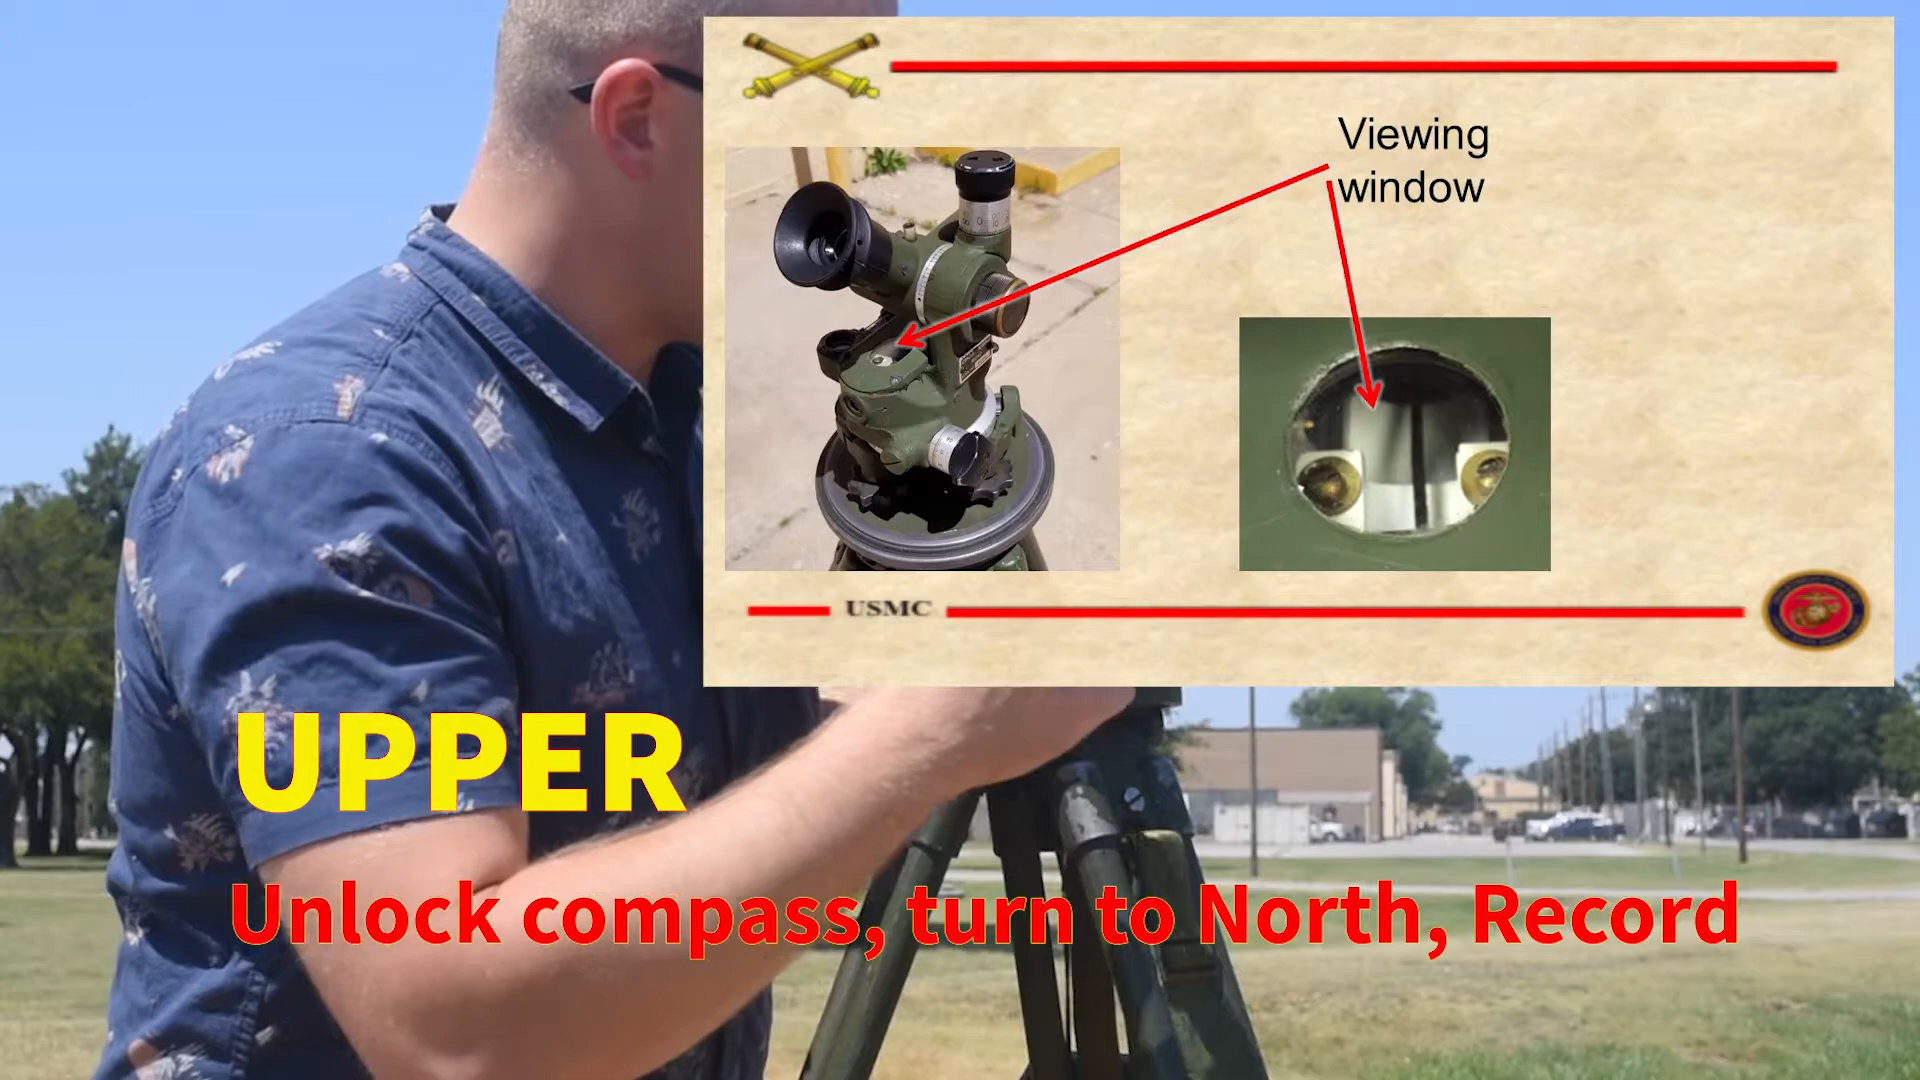 Viewing
window
USMC
UPPER
Unlock compass, turn to North, Record